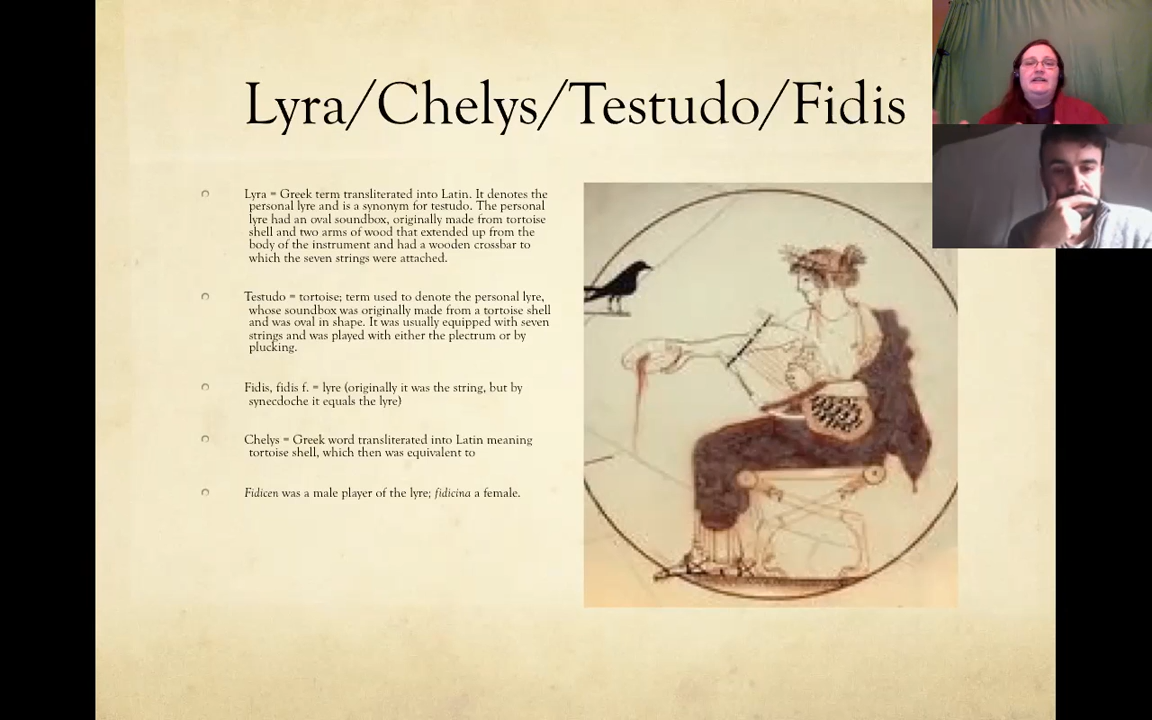 Lyra/Chelys/Testudo/Fidis
Lyra = Greek term transliterated into Latin. It denotes the
personal lyre and is a synonym for testudo. The personal
lyre had an oval soundbox, originally made from tortoise
shell and two arms of wood that extended up from the
body of the instrument and had a wooden crossbar to
which the seven strings were attached.
Testudo = tortoise; term used to denote the personal lyre,
whose soundbox was originally made from a tortoise shell
and was oval in shape. It was usually equipped with seven
strings and was played with either the plectrum or by
plucking.
Fidis, fidis f. = lyre (originally it was the string, but by
synecdoche it equals the lyre)
Chelys = Greek word transliterated into Latin meaning
tortoise shell, which then was equivalent to
Fidicen was a male player of the lyre; fidicina a female.